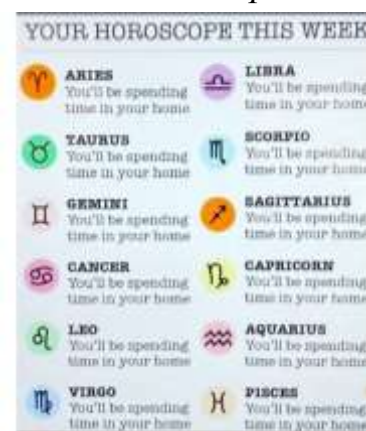 YOUR HOROSCOPE THIS WEEK
ARIES
You'll be spending
time in your home
TAURUS
You'll be spending
time in your home
GEMINI
You'll be spending
time in your home
CANCER
You'll be spending
time in your home
LEO
You'll be spending
time in your home
VIRGO
You'll be spending
time in your home
LIBRA
You'll be spending
time in your home
SCORPIO
You'll be spending
time in your home
SAGITTARIUS
You'll be spending
time in your home
CAPRICORN
You'll be spending
time in your home
AQUARIUS
You'll be spending
time in your home
PISCES
You'll be spending
time in your home